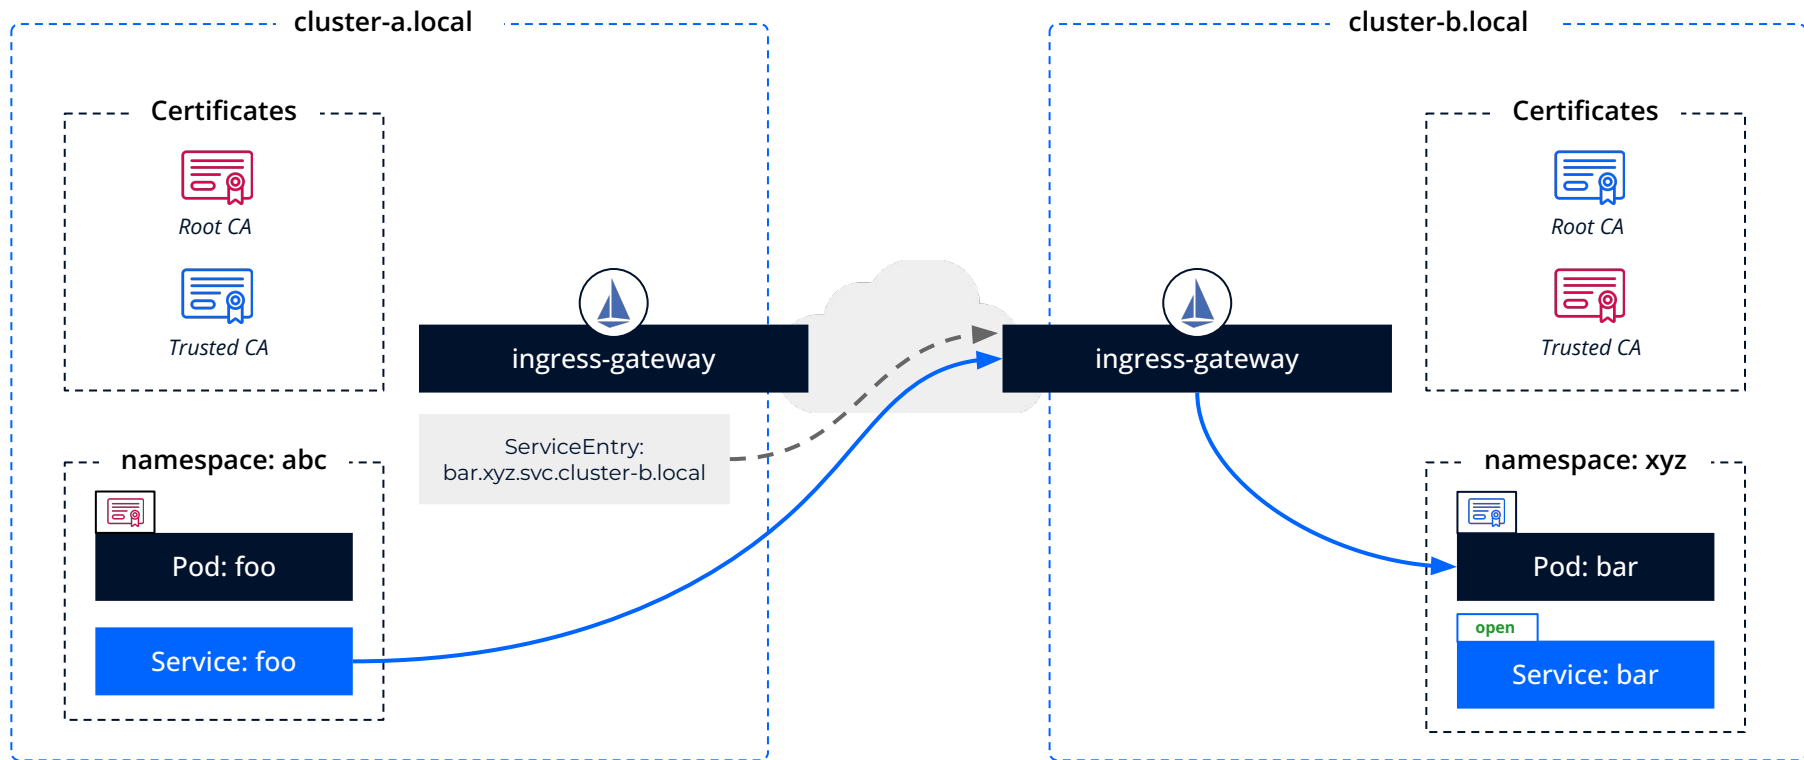 cluster-a.local
Certificates
Root CA
Trusted CA
ingress-gateway
ServiceEntry:
bar.xyz.svc.cluster-b.local
namespace: abc
Pod: foo
Service: foo
cluster-b.local
Certificates
Root CA
Trusted CA
ingress-gateway
namespace: xyz
Pod: bar
open
Service: bar